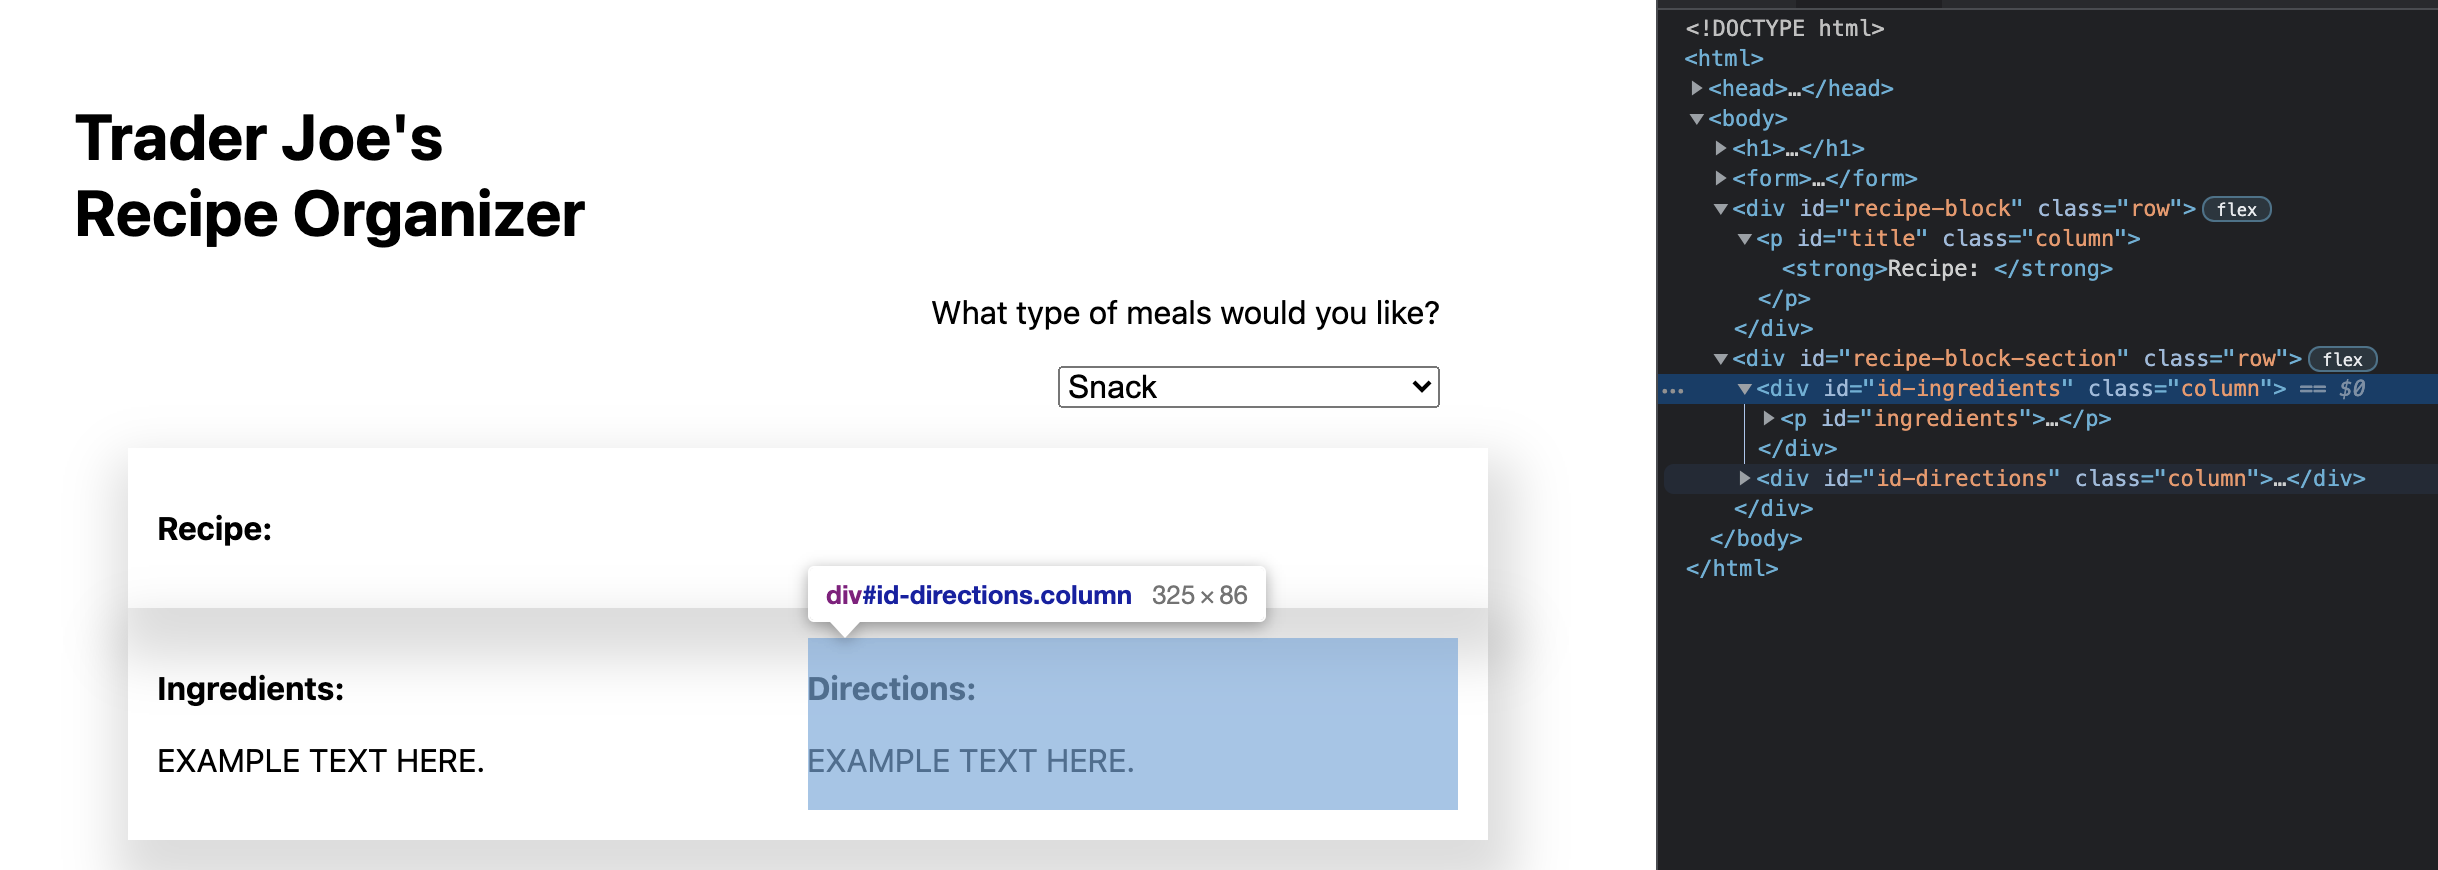 Trader Joe's
Recipe Organizer
What type of meals would you like?
Snack
Recipe:
div#id-directions.column 325 × 86
Ingredients:
Directions:
EXAMPLE TEXT HERE.
EXAMPLE TEXT HERE.
<!DOCTYPE html>
<html>
<head>…</head>
<body>
<h1>…</h1>
<form>…</form>
<div id="recipe-block" class="row"> flex
<p id="title" class="column">
<strong>Recipe: </strong>
</p>
</div>
<div id="recipe-block-section" class="row"> flex
… <div id="id-ingredients" class="column"> == $0
<p id="ingredients">…</p>
</div>
<div id="id-directions" class="column">…</div>
</div>
</body>
</html>